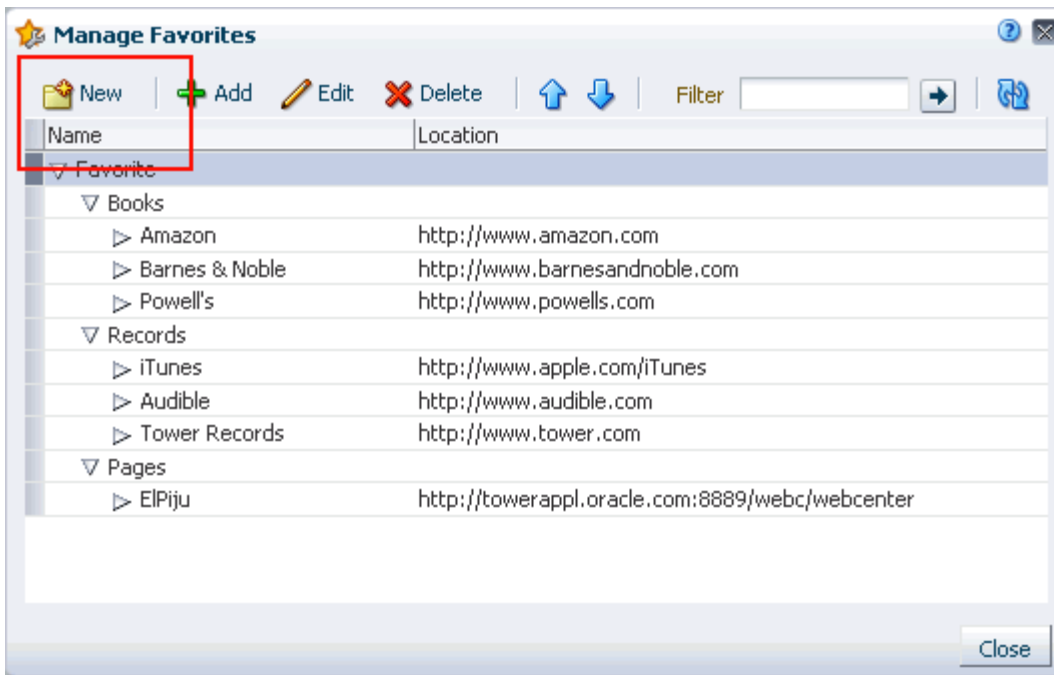 Manage Favorites
New Add Edit Delete Filter
Name Location
Favorite
Books
Amazon http://www.amazon.com
Barnes & Noble http://www.barnesandnoble.com
Powell's http://www.powells.com
Records
iTunes http://www.apple.com/iTunes
Audible http://www.audible.com
Tower Records http://www.tower.com
Pages
ElPiju http://towerappl.oracle.com:8889/webc/webcenter
Close